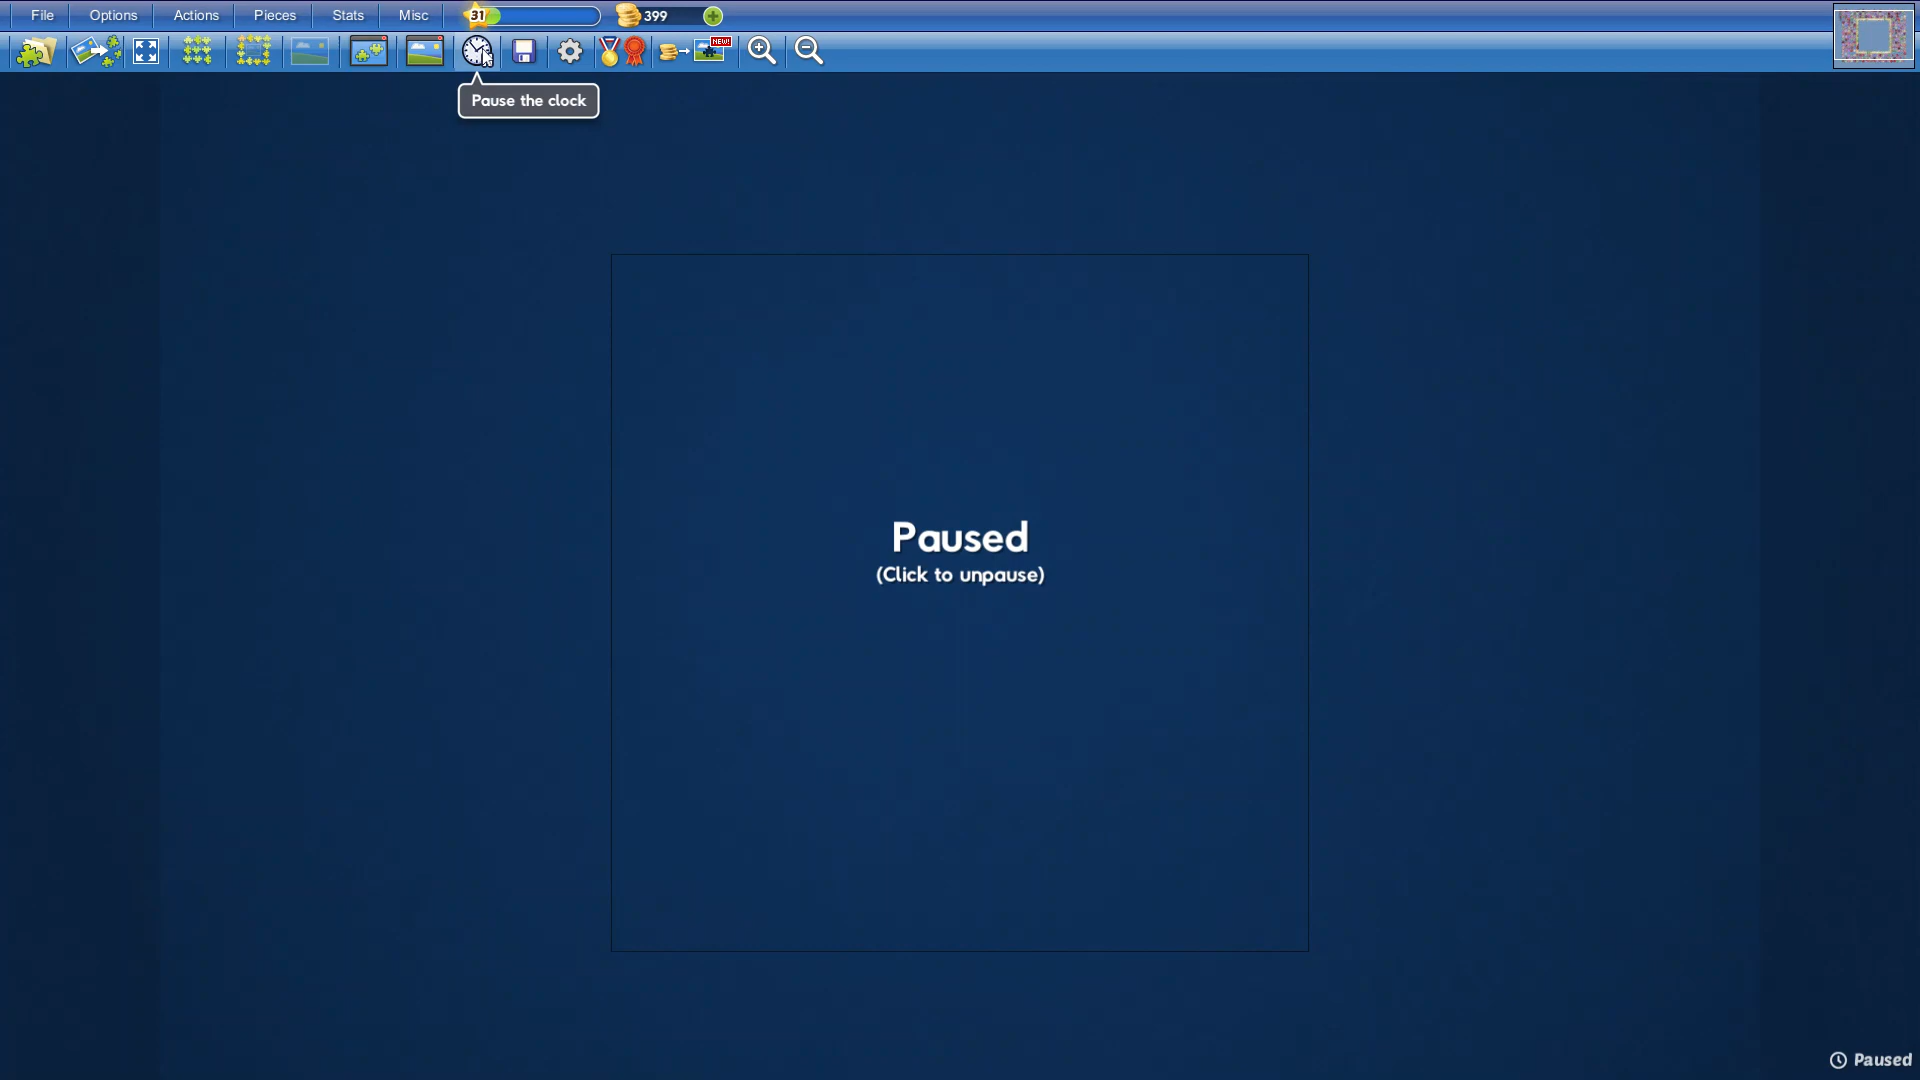 File Options Actions Pieces Stats Misc 31 399
NEW!
Pause the clock
Paused
(Click to unpause)
Paused